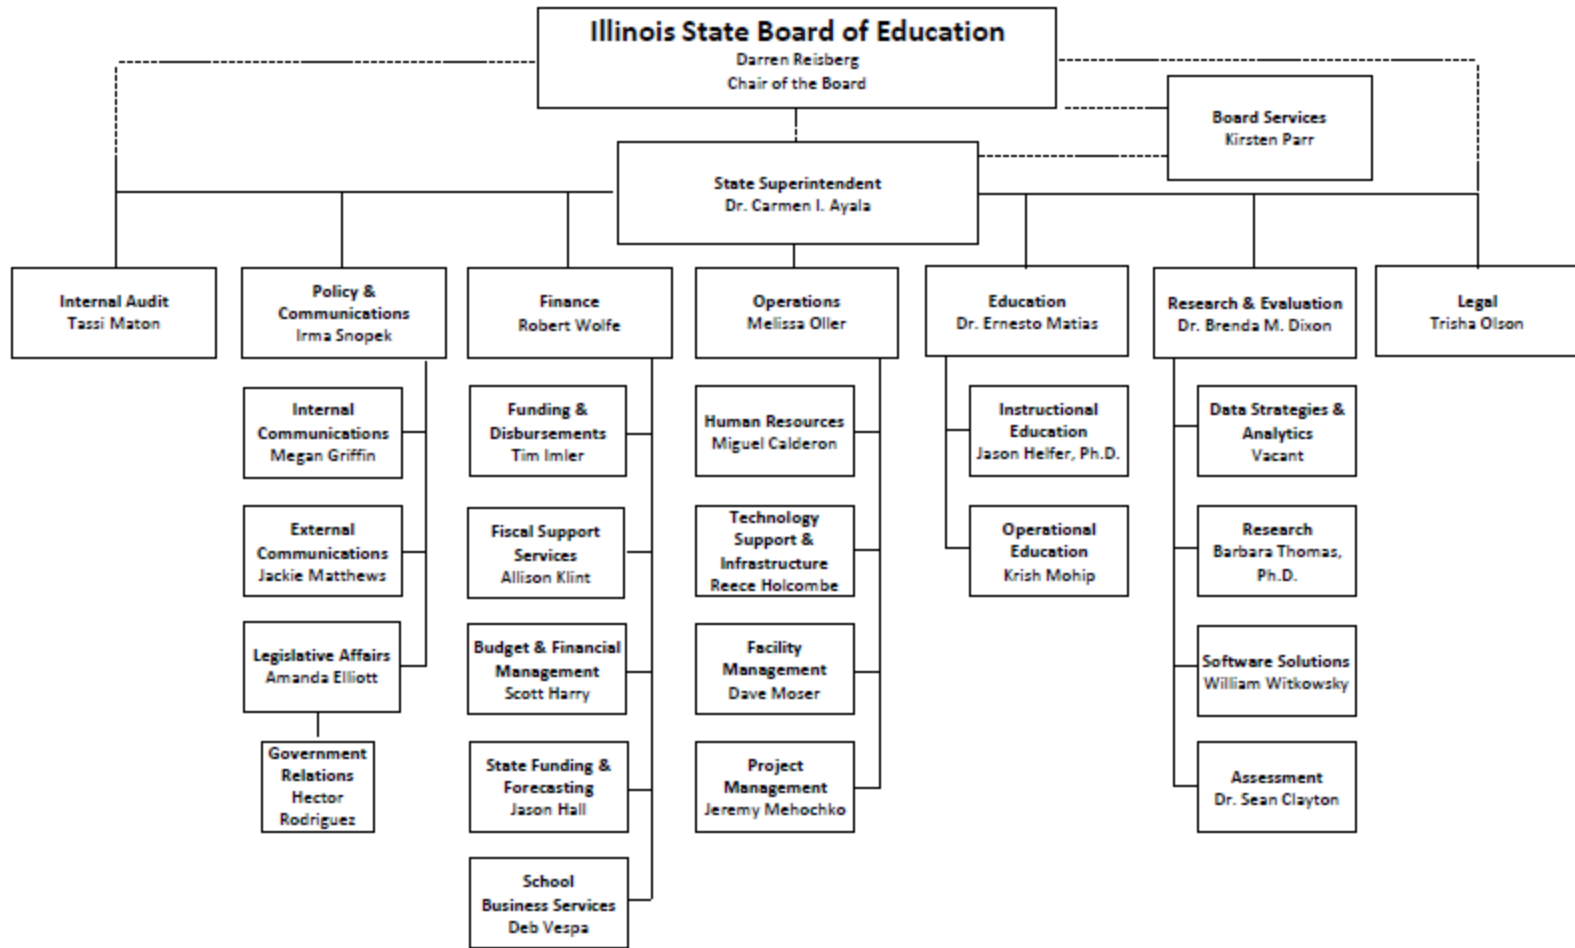 Illinois State Board of Education
Darren Reisberg
Chair of the Board
Board Services
Kirsten Parr
State Superintendent
Dr. Carmen I. Ayala
Internal Audit
Tassi Maton
Policy &
Communications
Irma Snopek
Finance
Robert Wolfe
Operations
Melissa Oller
Education
Dr. Ernesto Matias
Research & Evaluation
Dr. Brenda M. Dixon
Legal
Trisha Olson
Internal
Communications
Megan Griffin
External
Communications
Jackie Matthews
Legislative Affairs
Amanda Elliott
Government
Relations
Hector
Rodriguez
Funding &
Disbursements
Tim Imler
Fiscal Support
Services
Allison Klint
Budget & Financial
Management
Scott Harry
State Funding &
Forecasting
Jason Hall
School
Business Services
Deb Vespa
Human Resources
Miguel Calderon
Technology
Support &
Infrastructure
Reece Holcombe
Facility
Management
Dave Moser
Project
Management
Jeremy Mehochko
Instructional
Education
Jason Helfer, Ph.D.
Operational
Education
Krish Mohip
Data Strategies &
Analytics
Vacant
Research
Barbara Thomas,
Ph.D.
Software Solutions
William Witkowsky
Assessment
Dr. Sean Clayton